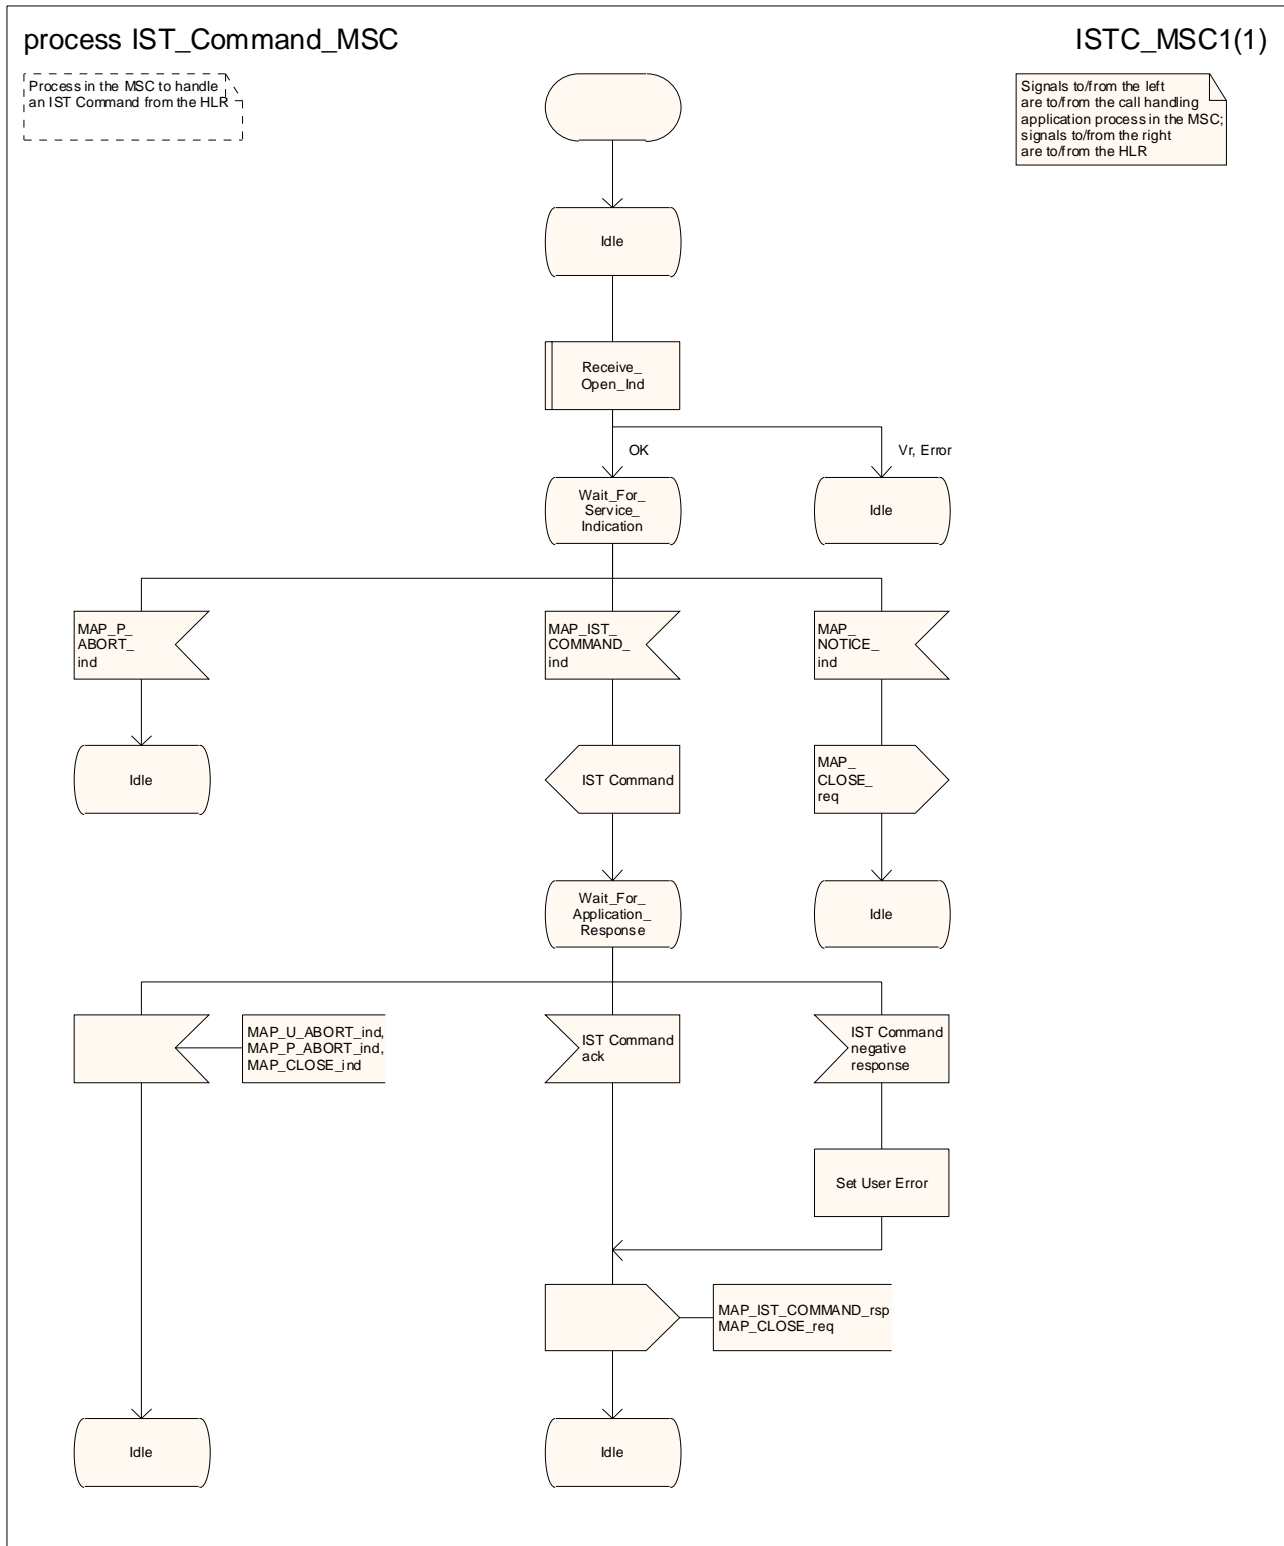 process IST_Command_MSC
ISTC_MSC1(1)
Process in the MSC to handle
an IST Command from the HLR
Signals to/from the left
are to/from the call handling
application process in the MSC;
signals to/from the right
are to/from the HLR
Idle
Receive_
Open_Ind
OK
Vr, Error
Wait_For_
Service_
Indication
Idle
MAP_P_
ABORT_
ind
MAP_IST_
COMMAND_
ind
MAP_
NOTICE_
ind
Idle
IST Command
MAP_
CLOSE_
req
Wait_For_
Application_
Response
Idle
MAP_U_ABORT_ind,
MAP_P_ABORT_ind,
MAP_CLOSE_ind
IST Command
ack
IST Command
negative
response
Set User Error
MAP_IST_COMMAND_rsp
MAP_CLOSE_req
Idle
Idle